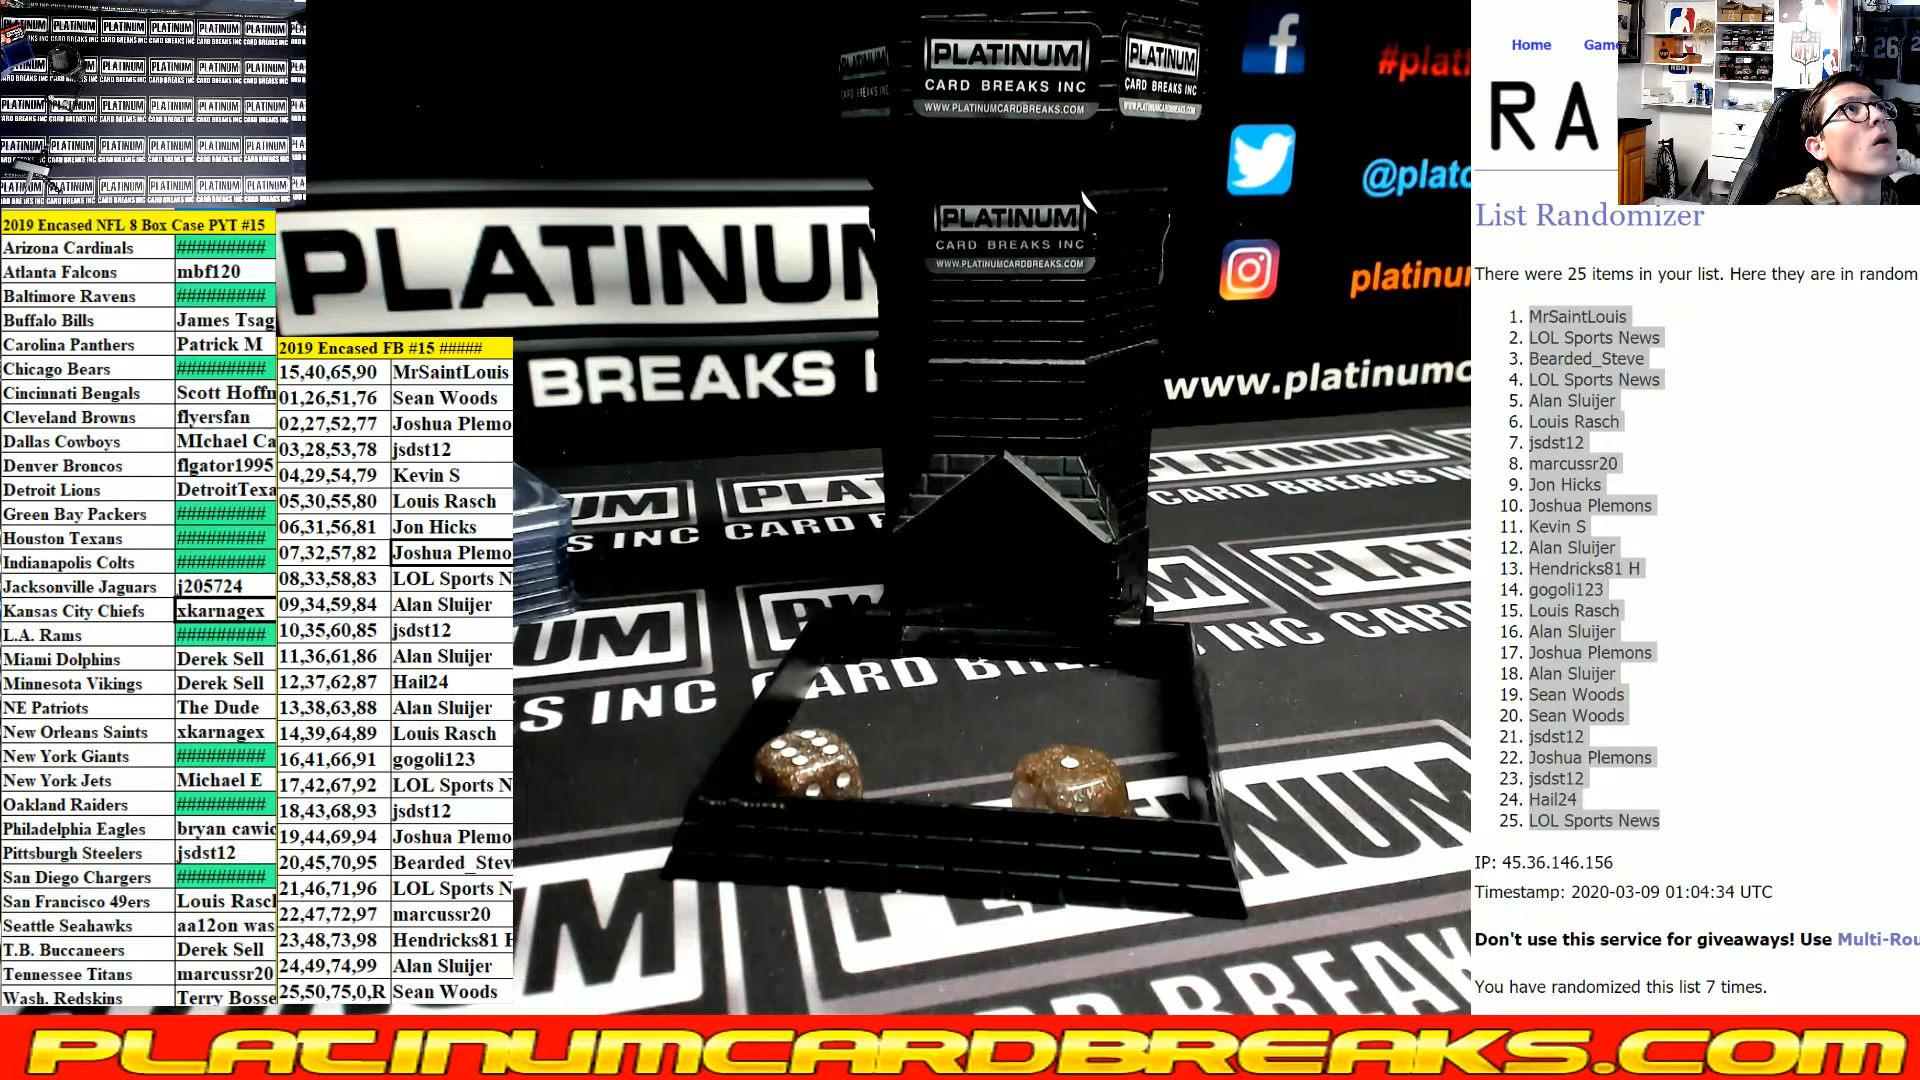 2019 Encased NFL 8 Box Case PYT #15
Arizona Cardinals #########
Atlanta Falcons mbf120
Baltimore Ravens #########
Buffalo Bills James Tsag
Carolina Panthers Patrick M
Chicago Bears #########
Cincinnati Bengals Scott Hoffn
Cleveland Browns flyersfan
Dallas Cowboys MIchael Ca
Denver Broncos flgator1995
Detroit Lions DetroitTexa
Green Bay Packers #########
Houston Texans #########
Indianapolis Colts #########
Jacksonville Jaguars j205724
Kansas City Chiefs xkarnagex
L.A. Rams #########
Miami Dolphins Derek Sell
Minnesota Vikings Derek Sell
NE Patriots The Dude
New Orleans Saints xkarnagex
New York Giants #########
New York Jets Michael E
Oakland Raiders #########
Philadelphia Eagles bryan cawic
Pittsburgh Steelers jsdst12
San Diego Chargers #########
San Francisco 49ers Louis Rascl
Seattle Seahawks aa12on was
T.B. Buccaneers Derek Sell
Tennessee Titans marcussr20
Wash. Redskins Terry Bosse
2019 Encased FB #15 #####
15,40,65,90 MrSaintLouis
01,26,51,76 Sean Woods
02,27,52,77 Joshua Plemo
03,28,53,78 jsdst12
04,29,54,79 Kevin S
05,30,55,80 Louis Rasch
06,31,56,81 Jon Hicks
07,32,57,82 Joshua Plemo
08,33,58,83 LOL Sports N
09,34,59,84 Alan Sluijer
10,35,60,85 jsdst12
11,36,61,86 Alan Sluijer
12,37,62,87 Hail24
13,38,63,88 Alan Sluijer
14,39,64,89 Louis Rasch
16,41,66,91 gogoli123
17,42,67,92 LOL Sports N
18,43,68,93 jsdst12
19,44,69,94 Joshua Plemo
20,45,70,95 Bearded_Stev
21,46,71,96 LOL Sports N
22,47,72,97 marcussr20
23,48,73,98 Hendricks81 H
24,49,74,99 Alan Sluijer
25,50,75,0,R Sean Woods
PLATINUM
CARD BREAKS INC
WWW.PLATINUMCARDBREAKS.COM
PLATINUM
CARD BREAKS INC
WWW.PLATINUMCARDBREAKS.COM
PLATINUM
CARD BREAKS INC
WWW.PLATINUMCARDBREAKS.COM
PLATINUM
BREAKS
#plat
@platc
platinu
www.platinumc
Home Game
RA
List Randomizer
There were 25 items in your list. Here they are in random
1. MrSaintLouis
2. LOL Sports News
3. Bearded_Steve
4. LOL Sports News
5. Alan Sluijer
6. Louis Rasch
7. jsdst12
8. marcussr20
9. Jon Hicks
10. Joshua Plemons
11. Kevin S
12. Alan Sluijer
13. Hendricks81 H
14. gogoli123
15. Louis Rasch
16. Alan Sluijer
17. Joshua Plemons
18. Alan Sluijer
19. Sean Woods
20. Sean Woods
21. jsdst12
22. Joshua Plemons
23. jsdst12
24. Hail24
25. LOL Sports News
IP: 45.36.146.156
Timestamp: 2020-03-09 01:04:34 UTC
Don't use this service for giveaways! Use Multi-Rou
You have randomized this list 7 times.
PLATINUMCARDBREAKS.COM